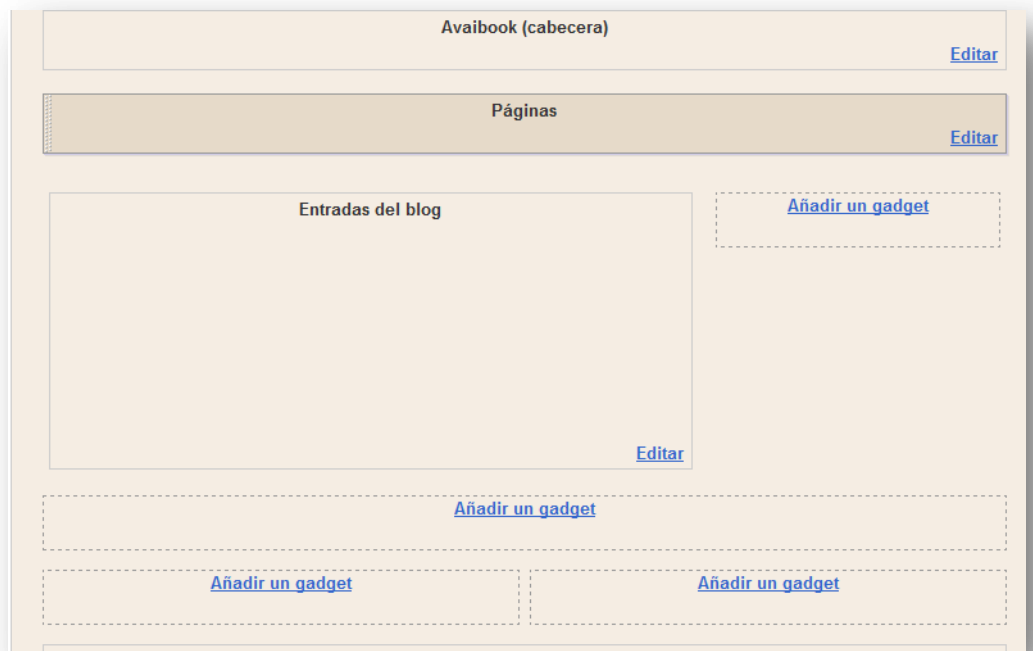 Avaibook (cabecera)
Editar
Páginas
Editar
Entradas del blog
Añadir un gadget
Editar
Añadir un gadget
Añadir un gadget
Añadir un gadget